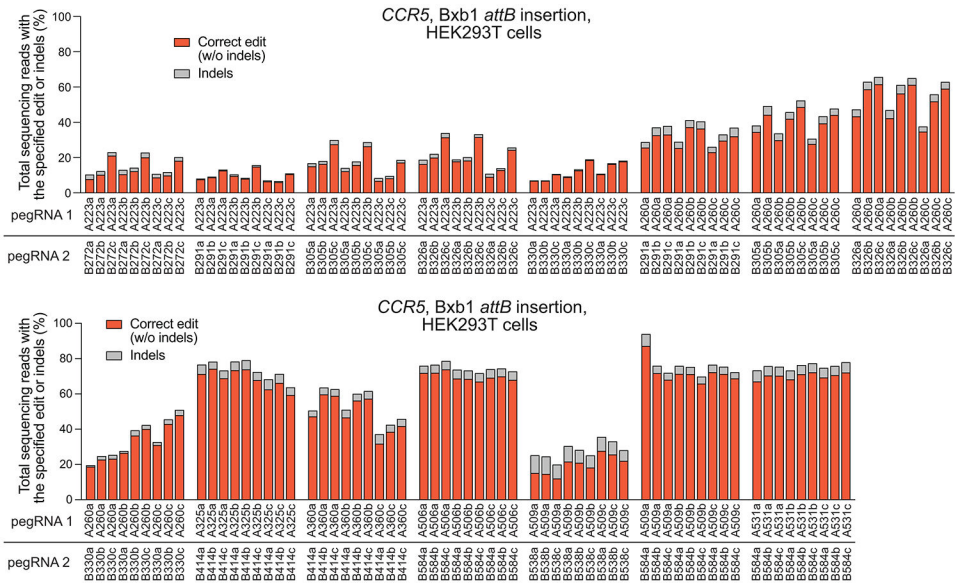 CCR5, Bxb1 attB insertion,
HEK293T cells
Total sequencing reads with
the specified edit or indels (%)
100
80
60
40
20
0
Correct edit
(w/o indels)
Indels
pegRNA 1
A223a A223a A223a A223b A223b A223b A223c A223c A223c A223a A223a A223a A223b A223b A223b A223c A223c A223c A223a A223a A223a A223b A223b A223b A223c A223c A223c A223a A223a A223a A223b A223b A223b A223c A223c A223c A223a A223a A223a A223b A223b A223b A223c A223c A223c A260a A260a A260a A260b A260b A260b A260c A260c A260c A260a A260a A260a A260b A260b A260b A260c A260c A260c A260a A260a A260a A260b A260b A260b A260c A260c A260c
pegRNA 2
B272a B272b B272c B272a B272b B272c B272a B272b B272c B291a B291b B291c B291a B291b B291c B291a B291b B291c B305a B305b B305c B305a B305b B305c B305a B305b B305c B326a B326b B326c B326a B326b B326c B326a B326b B326c B330a B330b B330c B330a B330b B330c B330a B330b B330c B291a B291b B291c B291a B291b B291c B291a B291b B291c B305a B305b B305c B305a B305b B305c B305a B305b B305c B326a B326b B326c B326a B326b B326c B326a B326b B326c
CCR5, Bxb1 attB insertion,
HEK293T cells
Total sequencing reads with
the specified edit or indels (%)
100
80
60
40
20
0
Correct edit
(w/o indels)
Indels
pegRNA 1
A260a A260a A260a A260b A260b A260b A260c A260c A260c A325a A325a A325a A325b A325b A325b A325c A325c A325c A360a A360a A360a A360b A360b A360b A360c A360c A360c A506a A506a A506a A506b A506b A506b A506c A506c A506c A509a A509a A509a A509b A509b A509b A509c A509c A509c A509a A509a A509a A509b A509b A509b A509c A509c A509c A531a A531a A531a A531b A531b A531b A531c A531c A531c
pegRNA 2
B330a B330b B330c B330a B330b B330c B330a B330b B330c B414a B414b B414c B414a B414b B414c B414a B414b B414c B414a B414b B414c B414a B414b B414c B414a B414b B414c B584a B584b B584c B584a B584b B584c B584a B584b B584c B538a B538b B538c B538a B538b B538c B538a B538b B538c B584a B584b B584c B584a B584b B584c B584a B584b B584c B584a B584b B584c B584a B584b B584c B584a B584b B584c